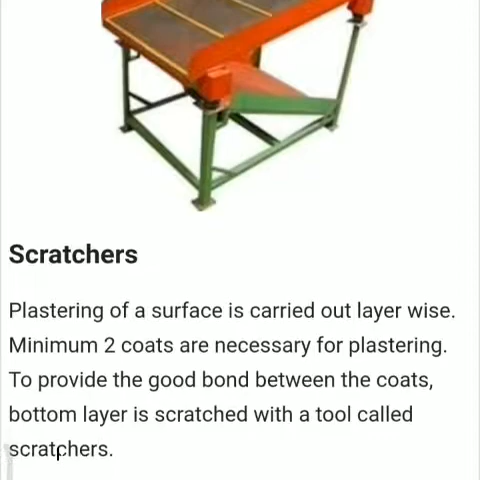 Scratchers
Plastering of a surface is carried out layer wise.
Minimum 2 coats are necessary for plastering.
To provide the good bond between the coats,
bottom layer is scratched with a tool called
scratchers.